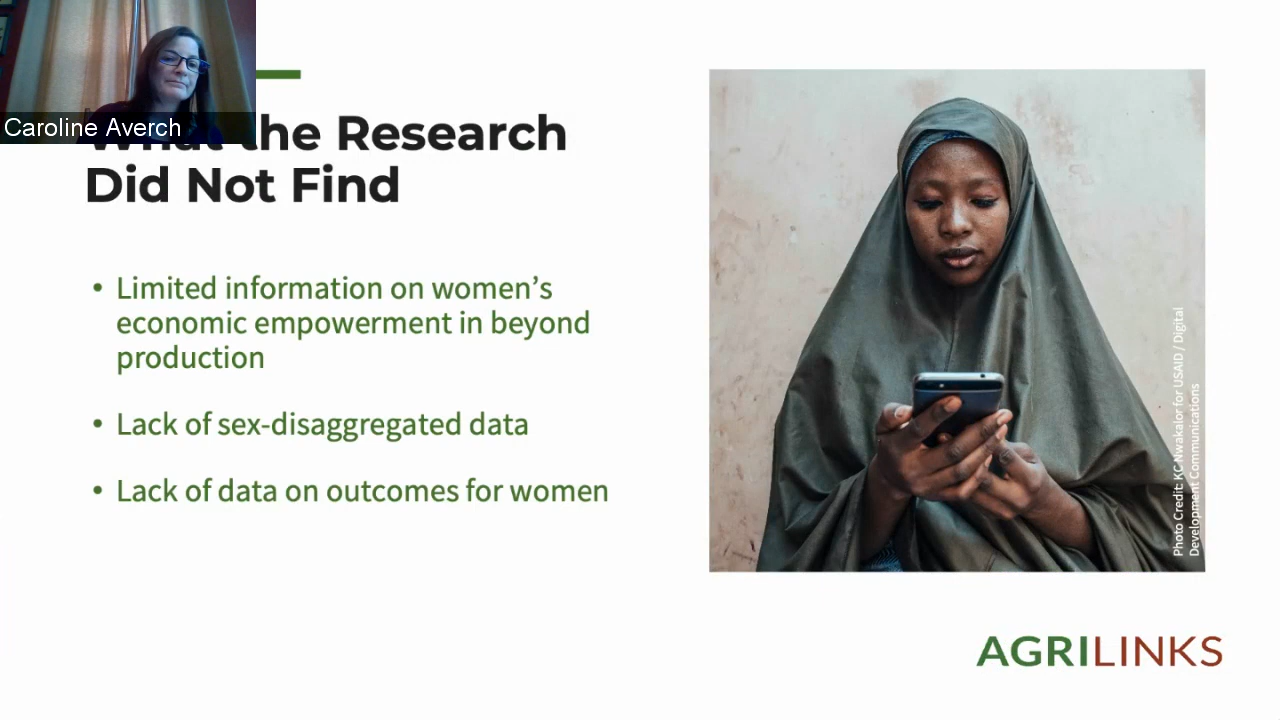 Caroline Averch
What the Research
Did Not Find
• Limited information on women’s
economic empowerment in beyond
production
• Lack of sex-disaggregated data
• Lack of data on outcomes for women
Photo Credit: KC Nwakalor for USAID / Digital
Development Communications
AGRILINKS